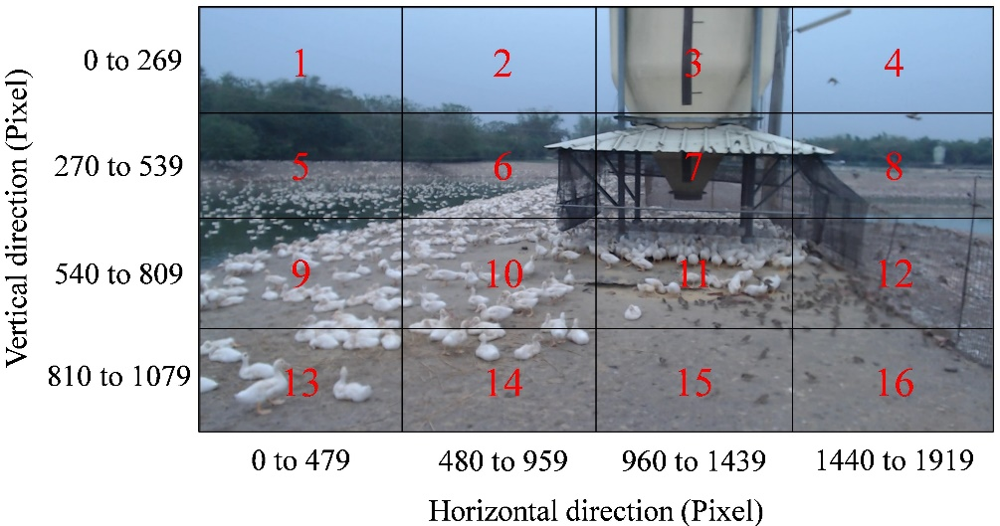 0 to 269
1
2
3
4
270 to 539
5
6
7
8
540 to 809
9
10
11
12
810 to 1079
13
14
15
16
0 to 479
480 to 959
960 to 1439
1440 to 1919
Horizontal direction (Pixel)
Vertical direction (Pixel)